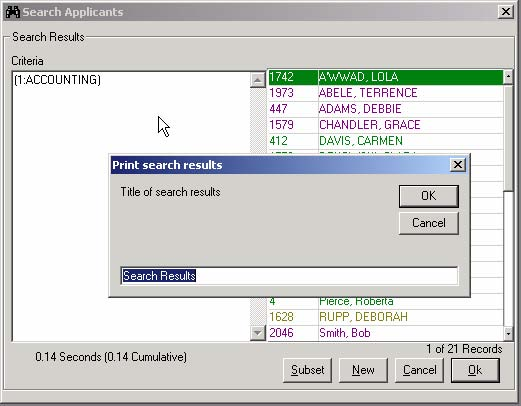 Search Applicants
Search Results
Criteria
(1:ACCOUNTING)
1742 A'WWAD, LOLA
1973 ABELE, TERRENCE
447 ADAMS, DEBBIE
1579 CHANDLER, GRACE
412 DAVIS, CARMEN
Print search results
Title of search results
OK
Cancel
Search Results
4 Pierce, Roberta
1628 RUPP, DEBORAH
2046 Smith, Bob
1 of 21 Records
0.14 Seconds (0.14 Cumulative)
Subset New Cancel Ok